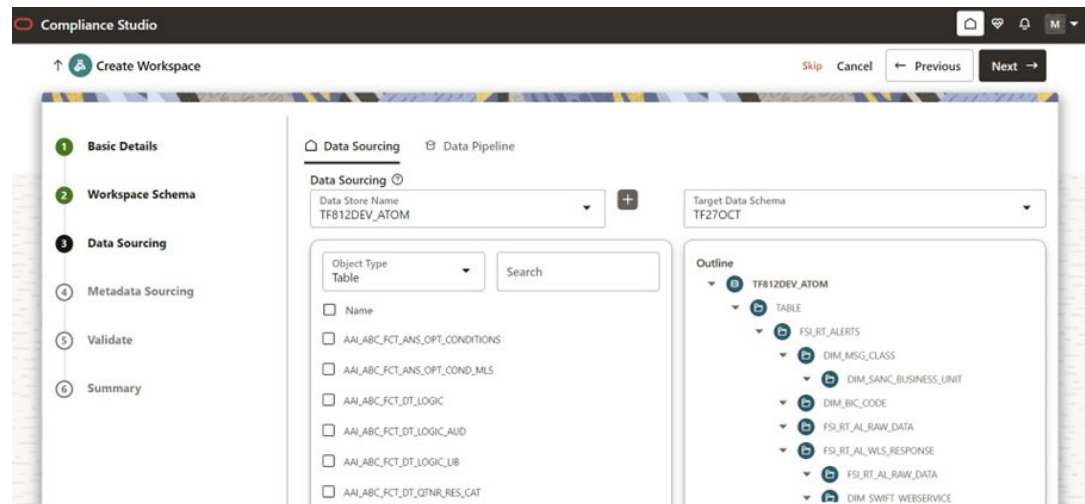 Compliance Studio
M
Create Workspace
Skip Cancel ← Previous Next →
1 Basic Details
2 Workspace Schema
3 Data Sourcing
4 Metadata Sourcing
5 Validate
6 Summary
Data Sourcing Data Pipeline
Data Sourcing
Data Store Name
TF812DEV_ATOM
Target Data Schema
TF27OCT
Object Type
Table
Search
Name
AAI_ABC_FCT_ANS_OPT_CONDITIONS
AAI_ABC_FCT_ANS_OPT_COND_MLS
AAI_ABC_FCT_DT_LOGIC
AAI_ABC_FCT_DT_LOGIC_AUD
AAI_ABC_FCT_DT_LOGIC_LIB
AAI_ABC_FCT_DT_QTNR_RES_CAT
Outline
TF812DEV_ATOM
TABLE
FSI_RT_ALERTS
DIM_MSG_CLASS
DIM_SANC_BUSINESS_UNIT
DIM_BIC_CODE
FSI_RT_AL_RAW_DATA
FSI_RT_AL_WLS_RESPONSE
FSI_RT_AL_RAW_DATA
DIM_SWIFT_WEBSERVICE